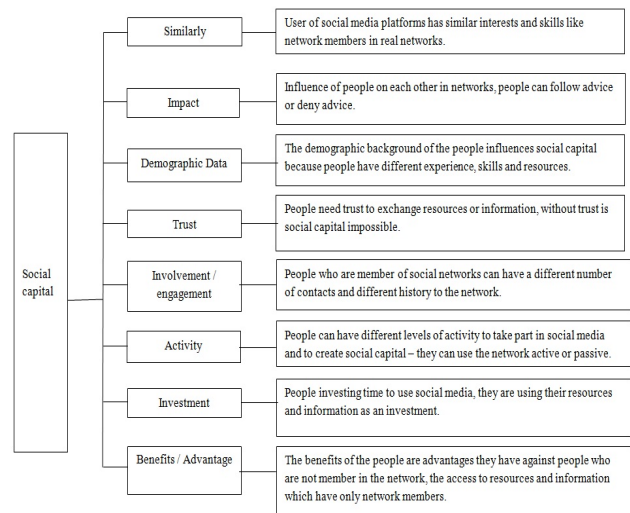 Similarly
User of social media platforms has similar interests and skills like
network members in real networks.
Impact
Influence of people on each other in networks, people can follow advice
or deny advice.
Demographic Data
The demographic background of the people influences social capital
because people have different experience, skills and resources.
Trust
People need trust to exchange resources or information, without trust is
social capital impossible.
Social
capital
Involvement /
engagement
People who are member of social networks can have a different number
of contacts and different history to the network.
Activity
People can have different levels of activity to take part in social media
and to create social capital – they can use the network active or passive.
Investment
People investing time to use social media, they are using their resources
and information as an investment.
Benefits / Advantage
The benefits of the people are advantages they have against people who
are not member in the network, the access to resources and information
which have only network members.